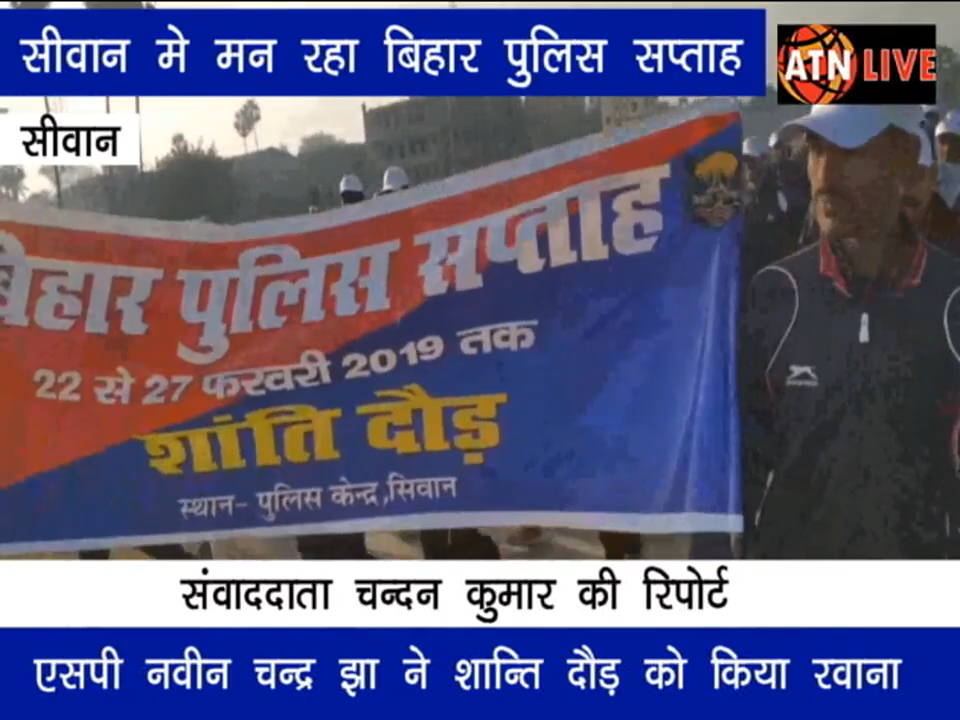 सीवान मे मन रहा बिहार पुलिस सप्ताह
ATN LIVE
सीवान
बिहार पुलिस सप्ताह
22 से 27 फरवरी 2019 तक
शांति दौड़
स्थान- पुलिस केन्द्र,सिवान
संवाददाता चन्दन कुमार की रिपोर्ट
एसपी नवीन चन्द्र झा ने शान्ति दौड़ को किया रवाना